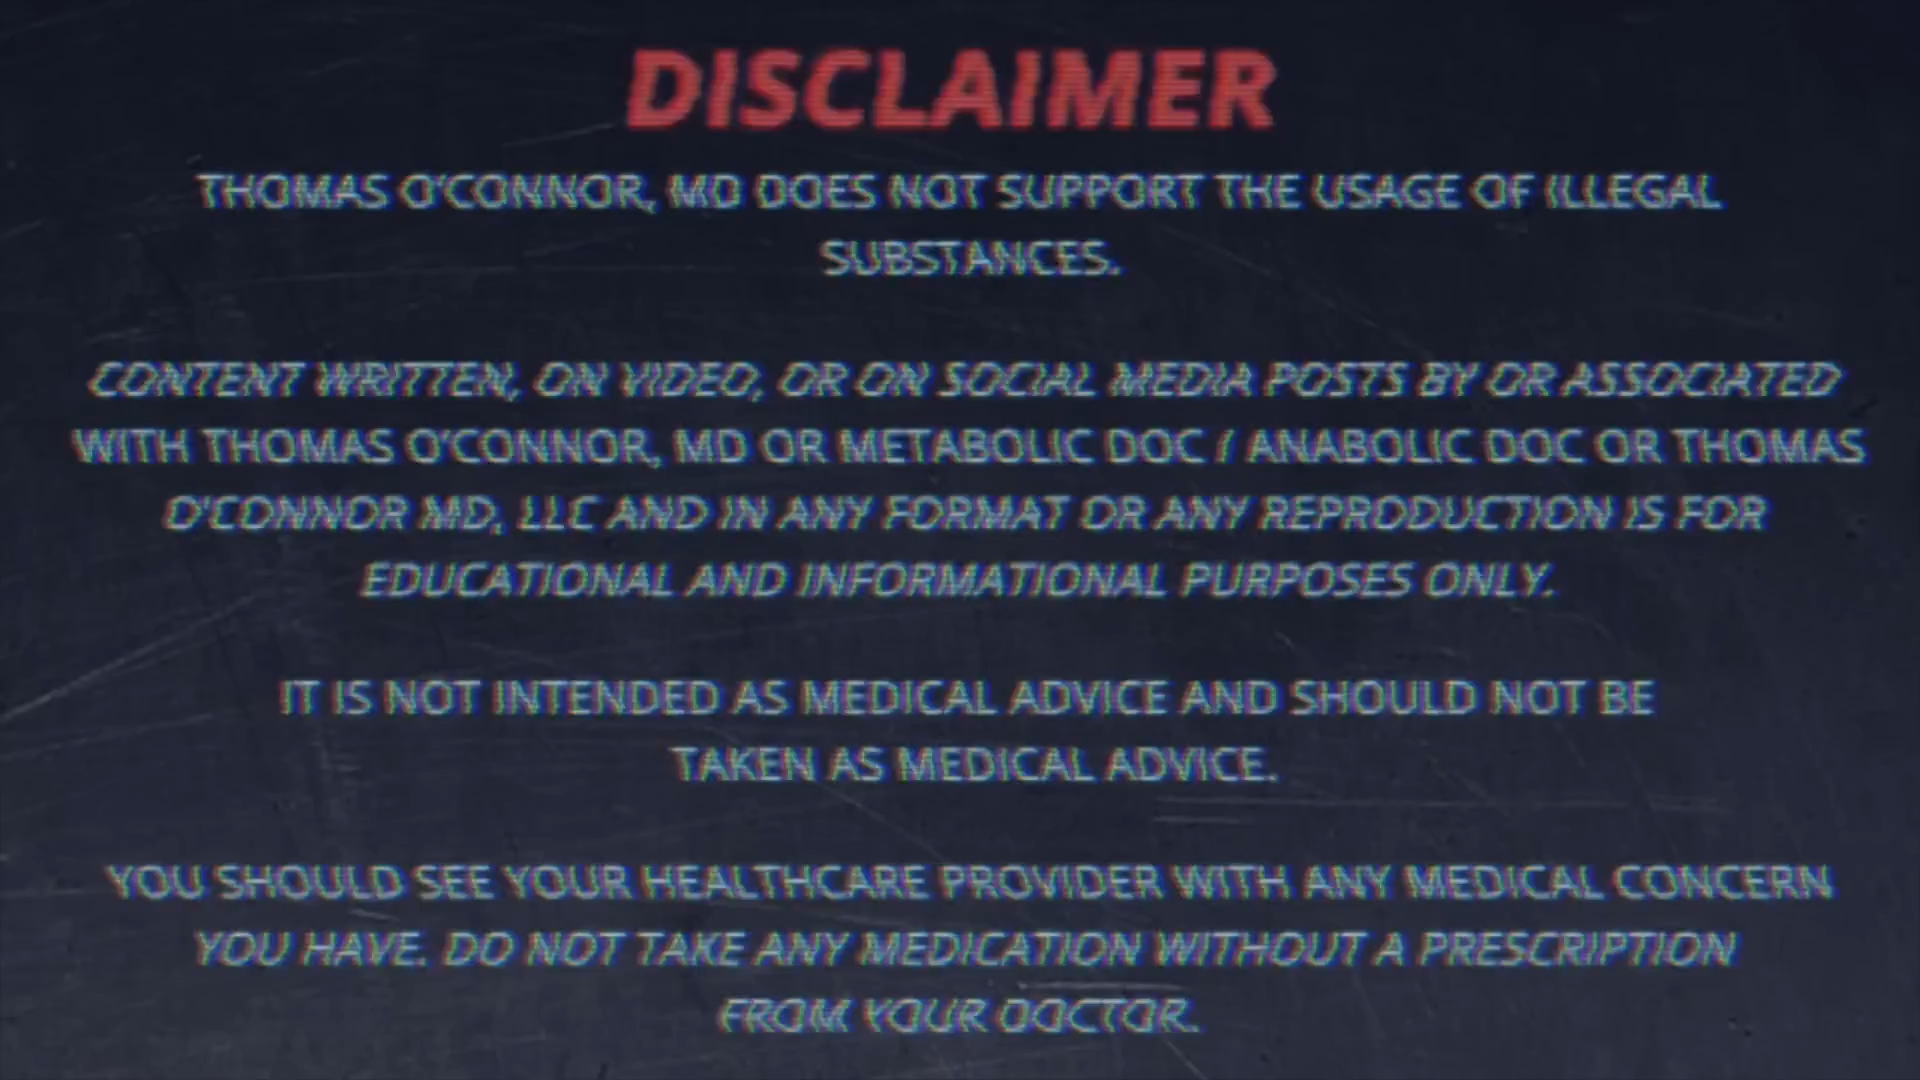 DISCLAIMER
THOMAS O'CONNOR, MD DOES NOT SUPPORT THE USAGE OF ILLEGAL
SUBSTANCES.
CONTENT WRITTEN, ON VIDEO, OR ON SOCIAL MEDIA POSTS BY OR ASSOCIATED
WITH THOMAS O'CONNOR, MD OR METABOLIC DOC / ANABOLIC DOC OR THOMAS
O'CONNOR MD, LLC AND IN ANY FORMAT OR ANY REPRODUCTION IS FOR
EDUCATIONAL AND INFORMATIONAL PURPOSES ONLY.
IT IS NOT INTENDED AS MEDICAL ADVICE AND SHOULD NOT BE
TAKEN AS MEDICAL ADVICE.
YOU SHOULD SEE YOUR HEALTHCARE PROVIDER WITH ANY MEDICAL CONCERN
YOU HAVE. DO NOT TAKE ANY MEDICATION WITHOUT A PRESCRIPTION
FROM YOUR DOCTOR.